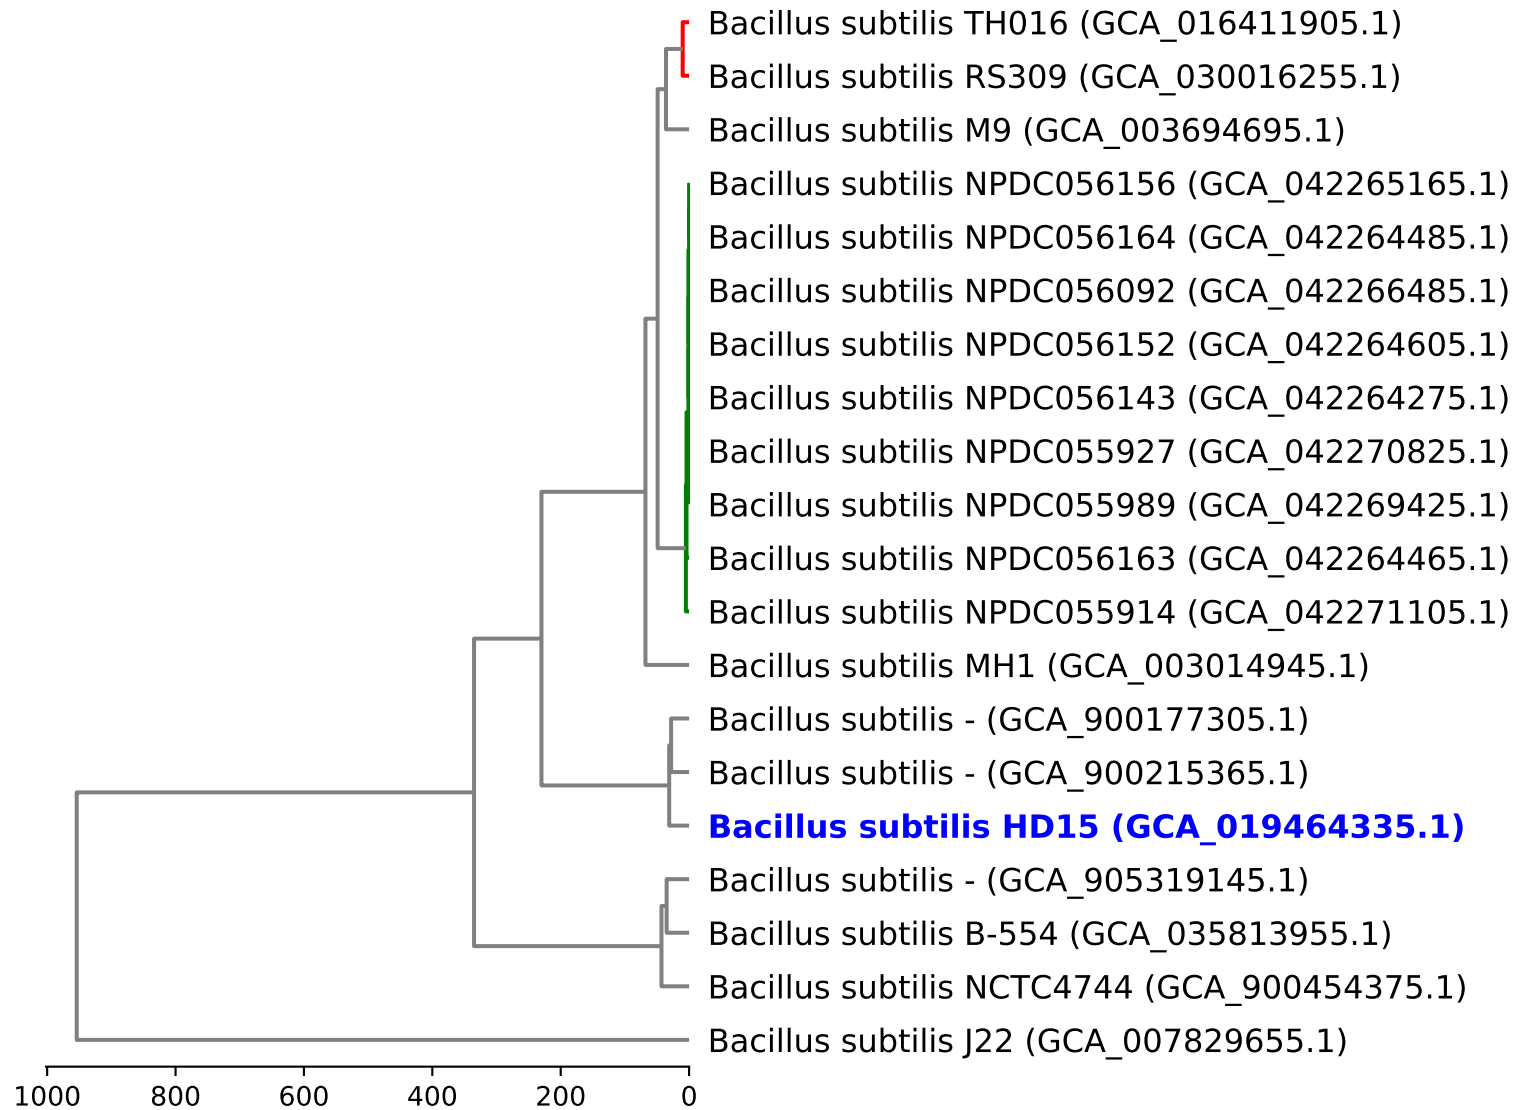 Bacillus subtilis TH016 (GCA_016411905.1)
Bacillus subtilis RS309 (GCA_030016255.1)
Bacillus subtilis M9 (GCA_003694695.1)
Bacillus subtilis NPDC056156 (GCA_042265165.1)
Bacillus subtilis NPDC056164 (GCA_042264485.1)
Bacillus subtilis NPDC056092 (GCA_042266485.1)
Bacillus subtilis NPDC056152 (GCA_042264605.1)
Bacillus subtilis NPDC056143 (GCA_042264275.1)
Bacillus subtilis NPDC055927 (GCA_042270825.1)
Bacillus subtilis NPDC055989 (GCA_042269425.1)
Bacillus subtilis NPDC056163 (GCA_042264465.1)
Bacillus subtilis NPDC055914 (GCA_042271105.1)
Bacillus subtilis MH1 (GCA_003014945.1)
Bacillus subtilis - (GCA_900177305.1)
Bacillus subtilis - (GCA_900215365.1)
Bacillus subtilis HD15 (GCA_019464335.1)
Bacillus subtilis - (GCA_905319145.1)
Bacillus subtilis B-554 (GCA_035813955.1)
Bacillus subtilis NCTC4744 (GCA_900454375.1)
Bacillus subtilis J22 (GCA_007829655.1)
1000 800 600 400 200 0